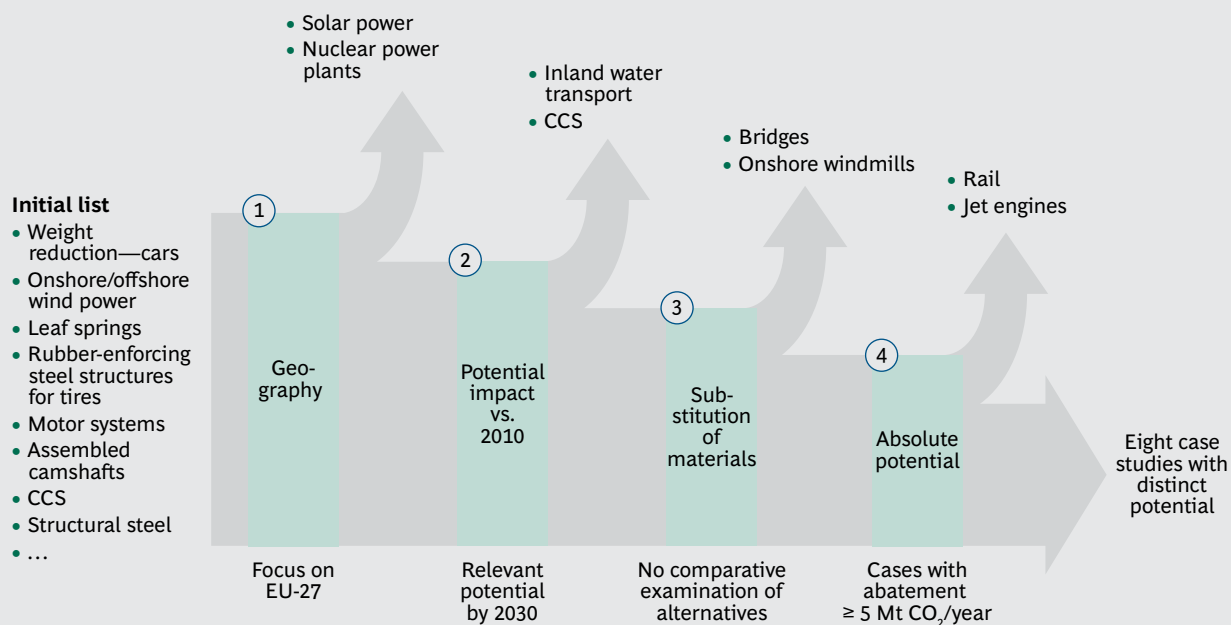 • Solar power
• Nuclear power
plants
• Inland water
transport
• CCS
• Bridges
• Onshore windmills
• Rail
• Jet engines
Initial list
• Weight
reduction—cars
• Onshore/offshore
wind power
• Leaf springs
• Rubber-enforcing
steel structures
for tires
• Motor systems
• Assembled
camshafts
• CCS
• Structural steel
• …
1
Geo-
graphy
Focus on
EU-27
2
Potential
impact
vs.
2010
Relevant
potential
by 2030
3
Sub-
stitution
of
materials
No comparative
examination of
alternatives
4
Absolute
potential
Cases with
abatement
≥ 5 Mt CO₂/year
Eight case
studies with
distinct
potential